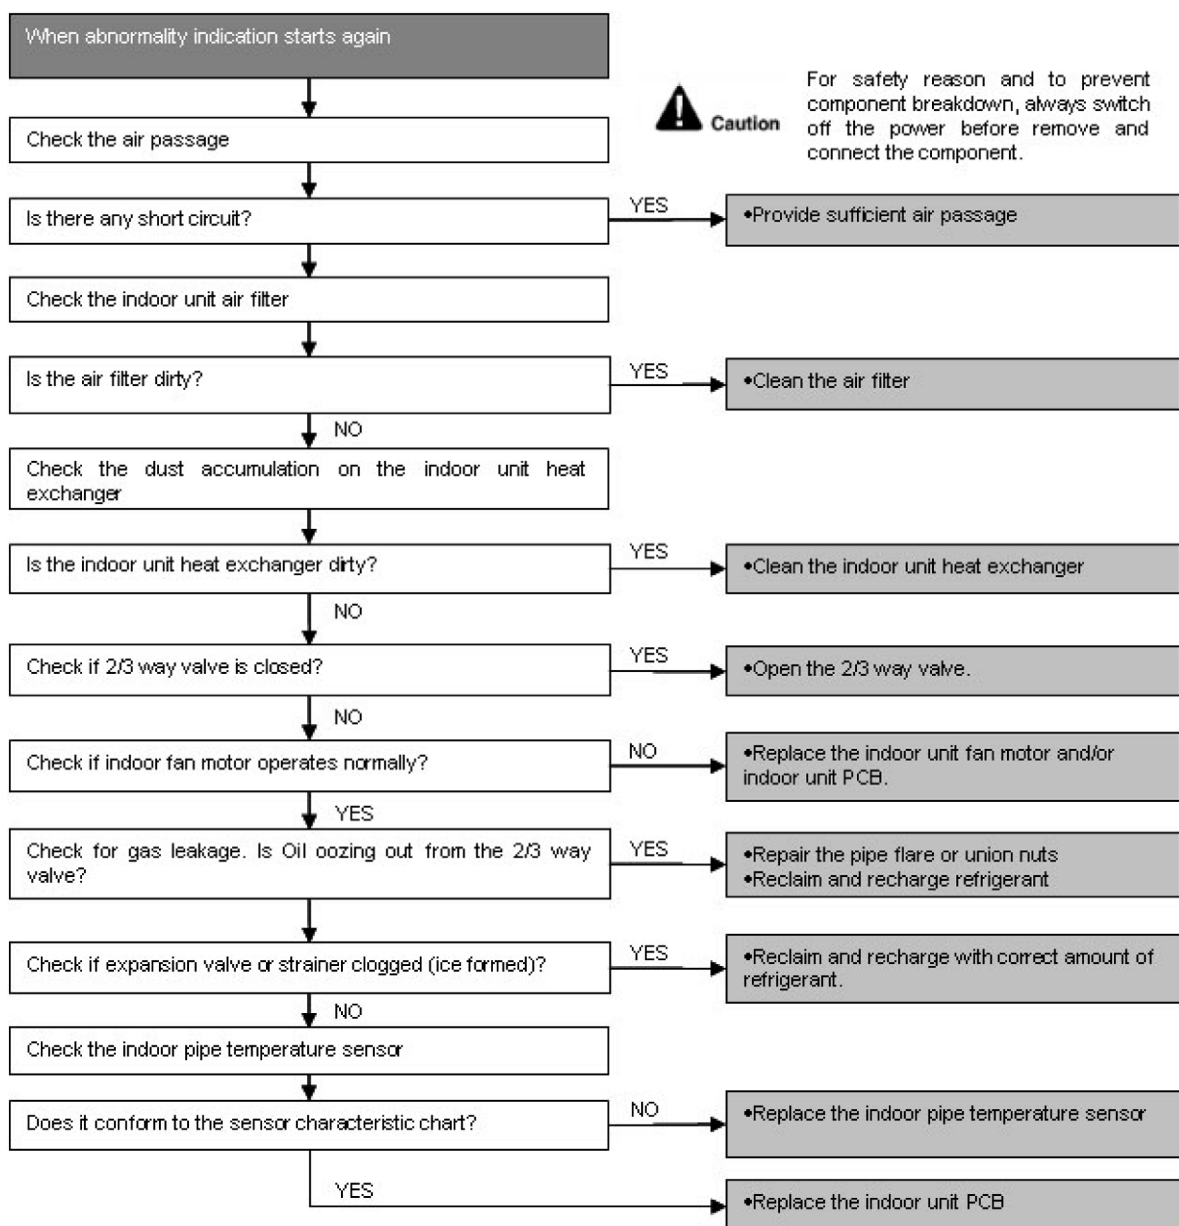 When abnormality indication starts again
Caution
For safety reason and to prevent
component breakdown, always switch
off the power before remove and
connect the component.
Check the air passage
Is there any short circuit?
YES
•Provide sufficient air passage
Check the indoor unit air filter
Is the air filter dirty?
YES
•Clean the air filter
NO
Check the dust accumulation on the indoor unit heat
exchanger
Is the indoor unit heat exchanger dirty?
YES
•Clean the indoor unit heat exchanger
NO
Check if 2/3 way valve is closed?
YES
•Open the 2/3 way valve.
NO
Check if indoor fan motor operates normally?
NO
•Replace the indoor unit fan motor and/or
indoor unit PCB.
YES
Check for gas leakage. Is Oil oozing out from the 2/3 way
valve?
YES
•Repair the pipe flare or union nuts
•Reclaim and recharge refrigerant
Check if expansion valve or strainer clogged (ice formed)?
YES
•Reclaim and recharge with correct amount of
refrigerant.
NO
Check the indoor pipe temperature sensor
Does it conform to the sensor characteristic chart?
NO
•Replace the indoor pipe temperature sensor
YES
•Replace the indoor unit PCB